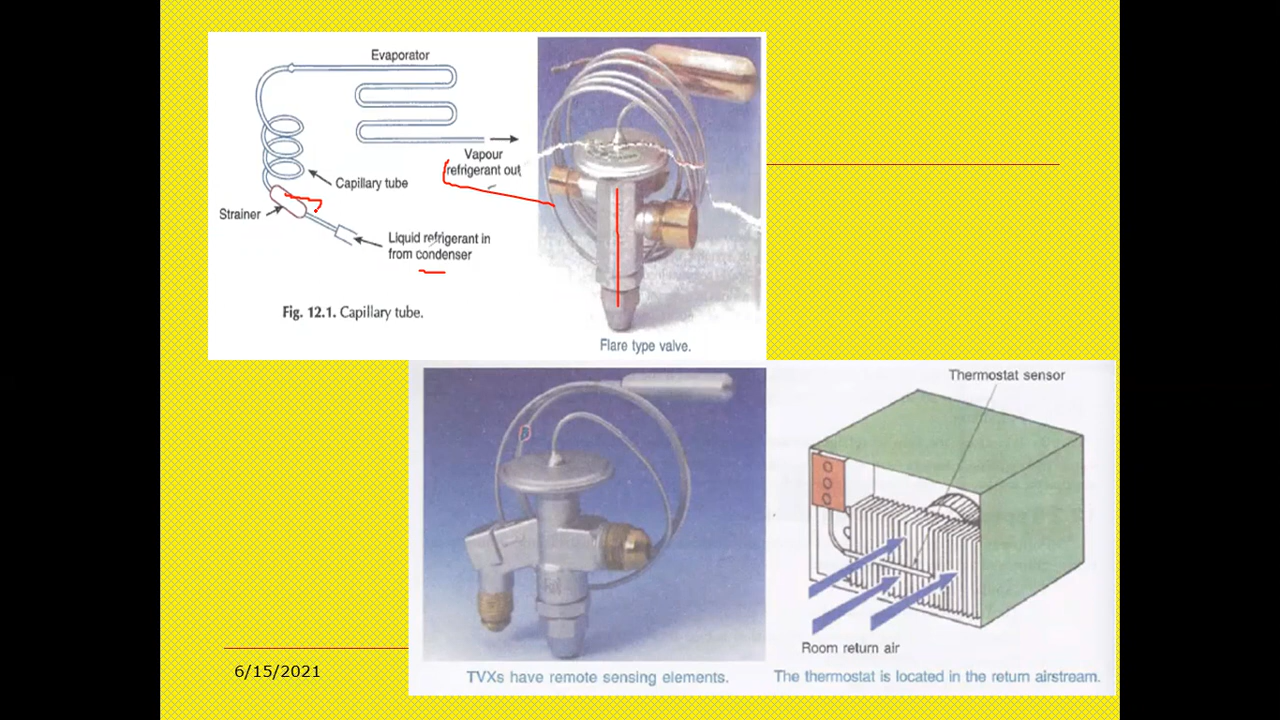 Evaporator
Vapour
refrigerant out
Capillary tube
Strainer
Liquid refrigerant in
from condenser
Fig. 12.1. Capillary tube.
Flare type valve.
Thermostat sensor
Room return air
TVXs have remote sensing elements.
The thermostat is located in the return airstream.
6/15/2021